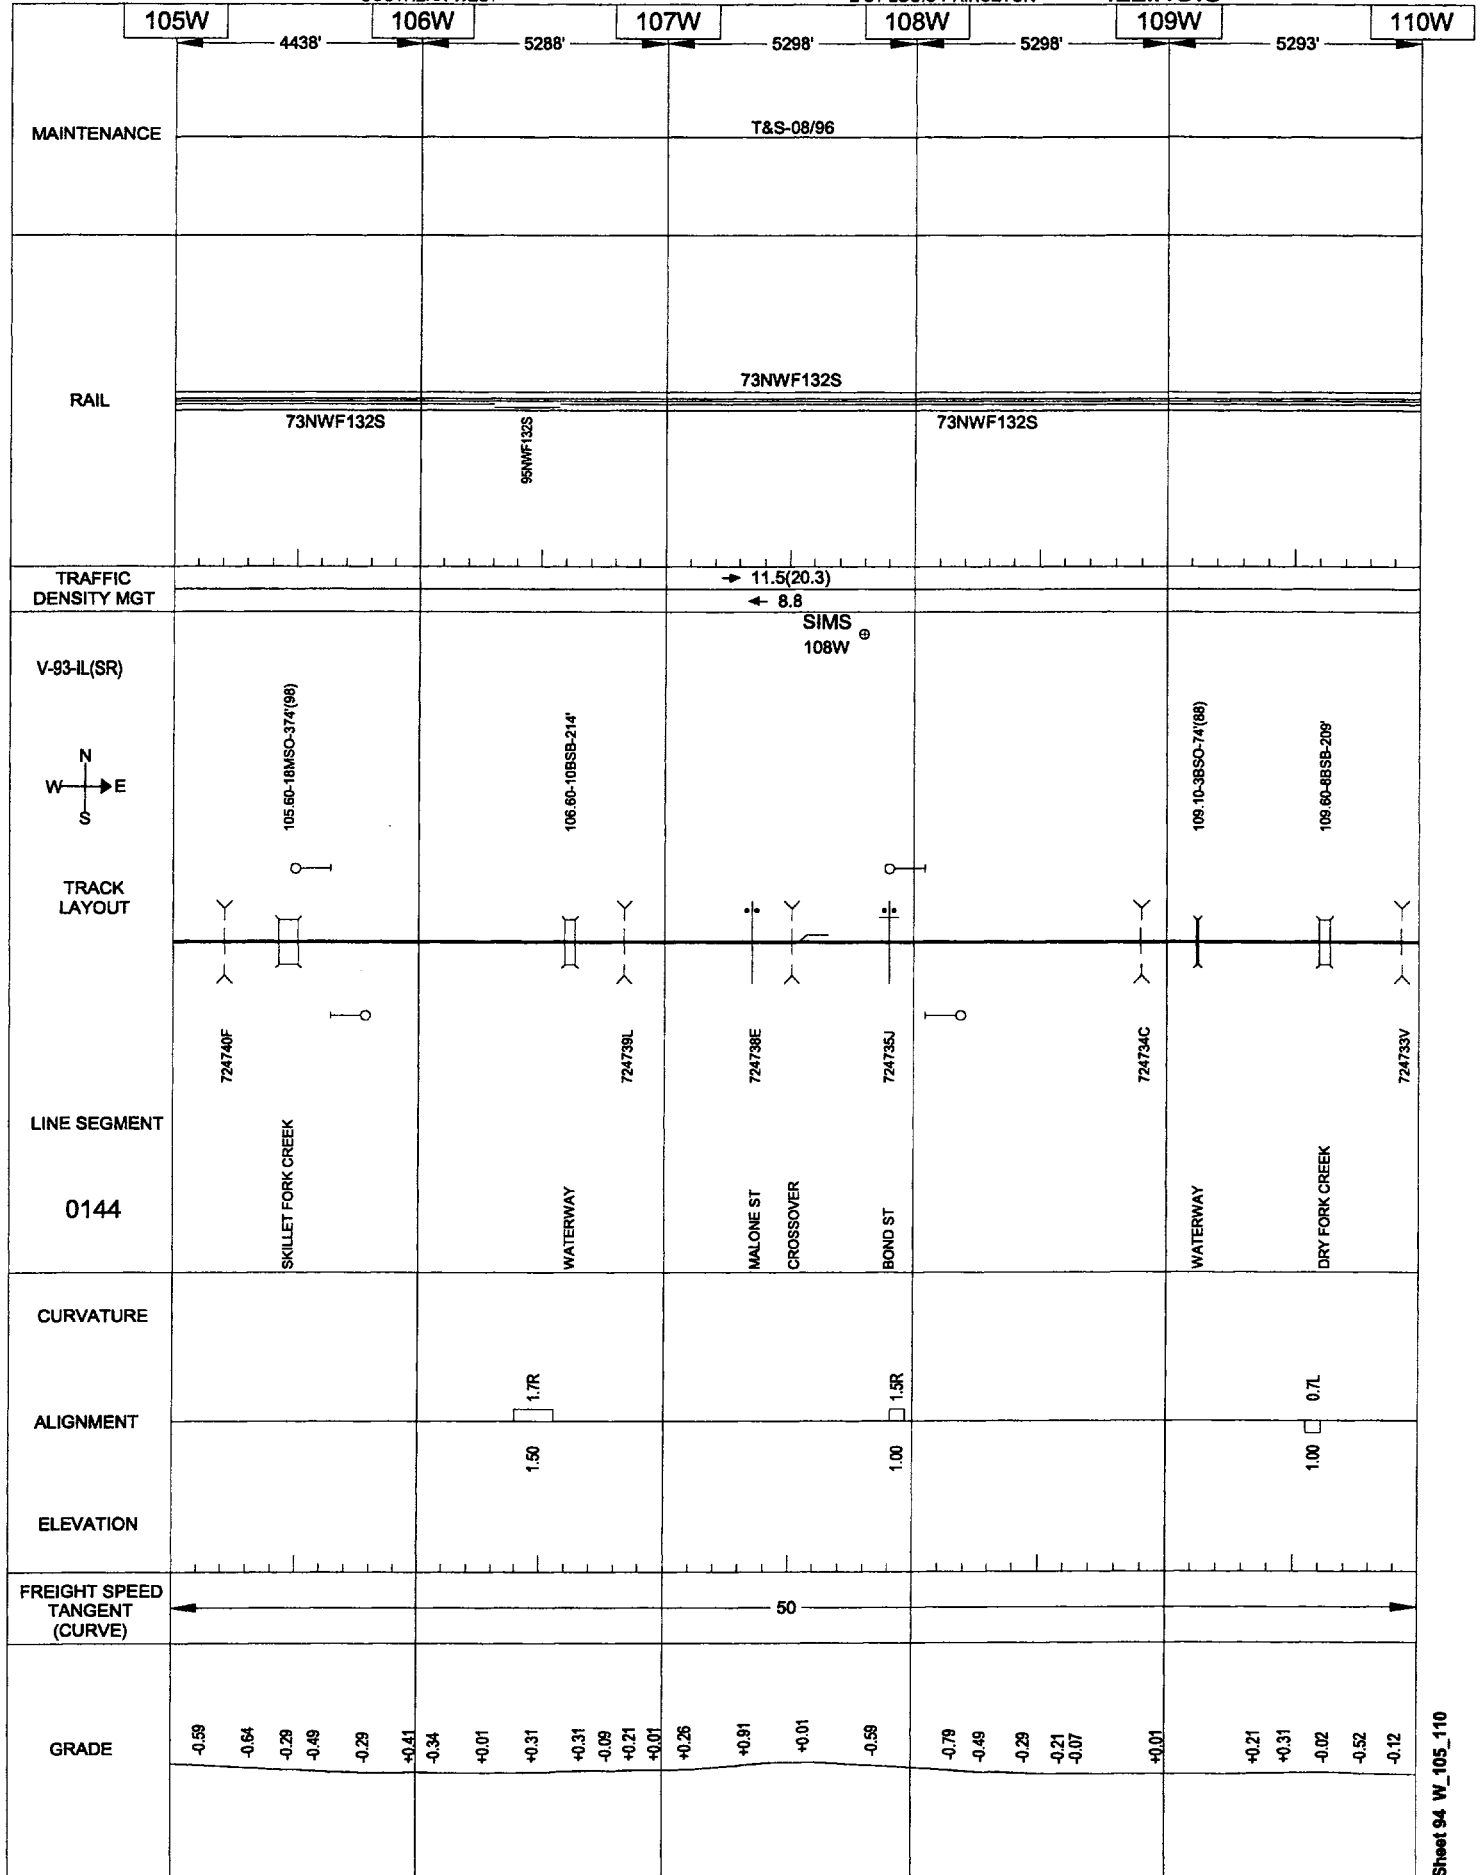 105W 106W 107W 108W 109W 110W
4438' 5288' 5298' 5298' 5293'
MAINTENANCE
T&S-08/96
RAIL
73NWF132S
73NWF132S 73NWF132S
95NWF132S
TRAFFIC
DENSITY MGT
11.5(20.3)
8.8
SIMS
108W
V-93-IL(SR)
N
W E
S
105.60-18MSO-374'(98)
106.60-10BSB-214'
109.10-3BSO-74'(88)
109.60-8BSB-209'
TRACK
LAYOUT
724740F
724739L
724738E
724735J
724734C
724733V
LINE SEGMENT
0144
SKILLET FORK CREEK
WATERWAY
MALONE ST
CROSSOVER
BOND ST
WATERWAY
DRY FORK CREEK
CURVATURE
1.7R
1.5R
0.7L
ALIGNMENT
1.50
1.00
1.00
ELEVATION
FREIGHT SPEED
TANGENT
(CURVE)
50
GRADE
-0.59
-0.64
-0.29
-0.49
-0.29
+0.41
-0.34
+0.01
+0.31
+0.31
-0.09
+0.21
+0.01
+0.26
+0.91
+0.01
-0.59
-0.79
-0.49
-0.29
-0.21
-0.07
+0.01
+0.21
+0.31
-0.02
-0.52
-0.12
Sheet 94 W_105_110